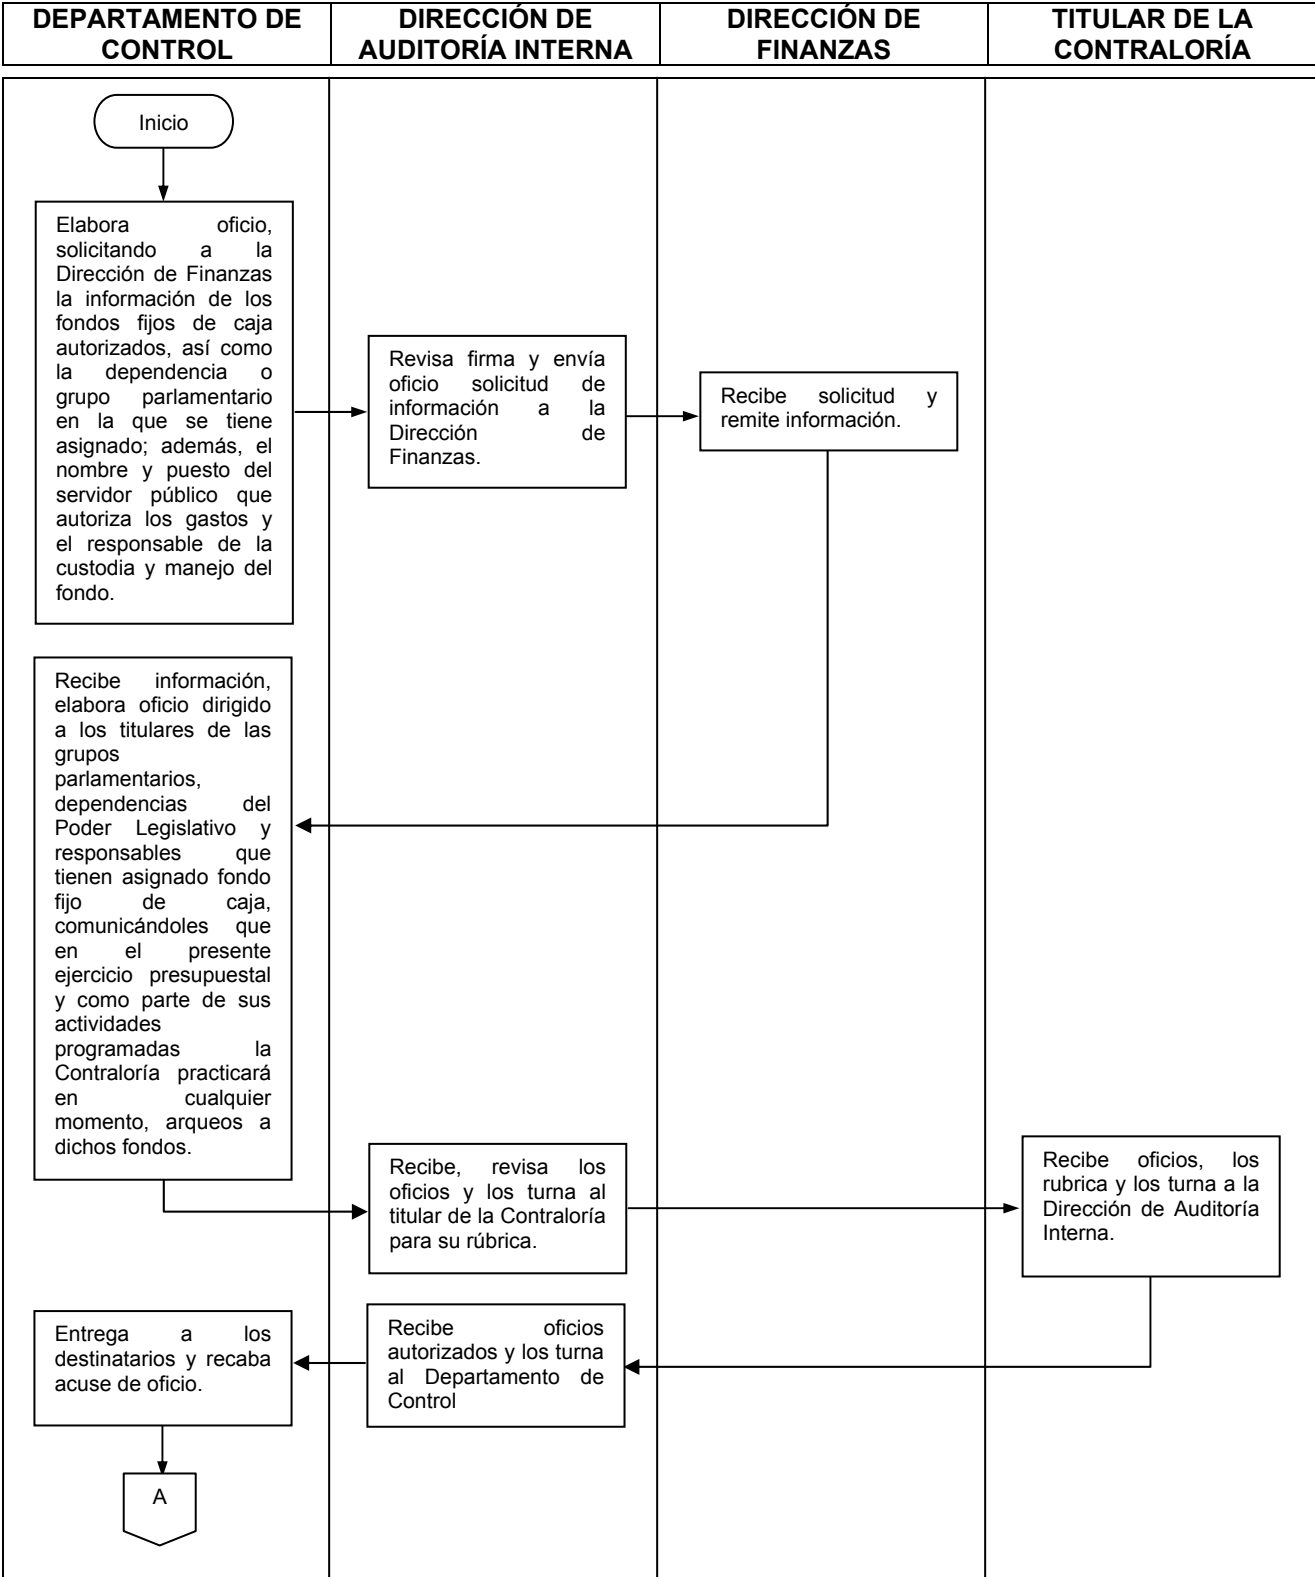 DEPARTAMENTO DE
CONTROL
DIRECCIÓN DE
AUDITORÍA INTERNA
DIRECCIÓN DE
FINANZAS
TITULAR DE LA
CONTRALORÍA
Inicio
Elabora oficio,
solicitando a la
Dirección de Finanzas
la información de los
fondos fijos de caja
autorizados, así como
la dependencia o
grupo parlamentario
en la que se tiene
asignado; además, el
nombre y puesto del
servidor público que
autoriza los gastos y
el responsable de la
custodia y manejo del
fondo.
Revisa firma y envía
oficio solicitud de
información a la
Dirección de
Finanzas.
Recibe solicitud y
remite información.
Recibe información,
elabora oficio dirigido
a los titulares de las
grupos
parlamentarios,
dependencias del
Poder Legislativo y
responsables que
tienen asignado fondo
fijo de caja,
comunicándoles que
en el presente
ejercicio presupuestal
y como parte de sus
actividades
programadas la
Contraloría practicará
en cualquier
momento, arqueos a
dichos fondos.
Recibe, revisa los
oficios y los turna al
titular de la Contraloría
para su rúbrica.
Recibe oficios, los
rubrica y los turna a la
Dirección de Auditoría
Interna.
Recibe oficios
autorizados y los turna
al Departamento de
Control
Entrega a los
destinatarios y recaba
acuse de oficio.
A